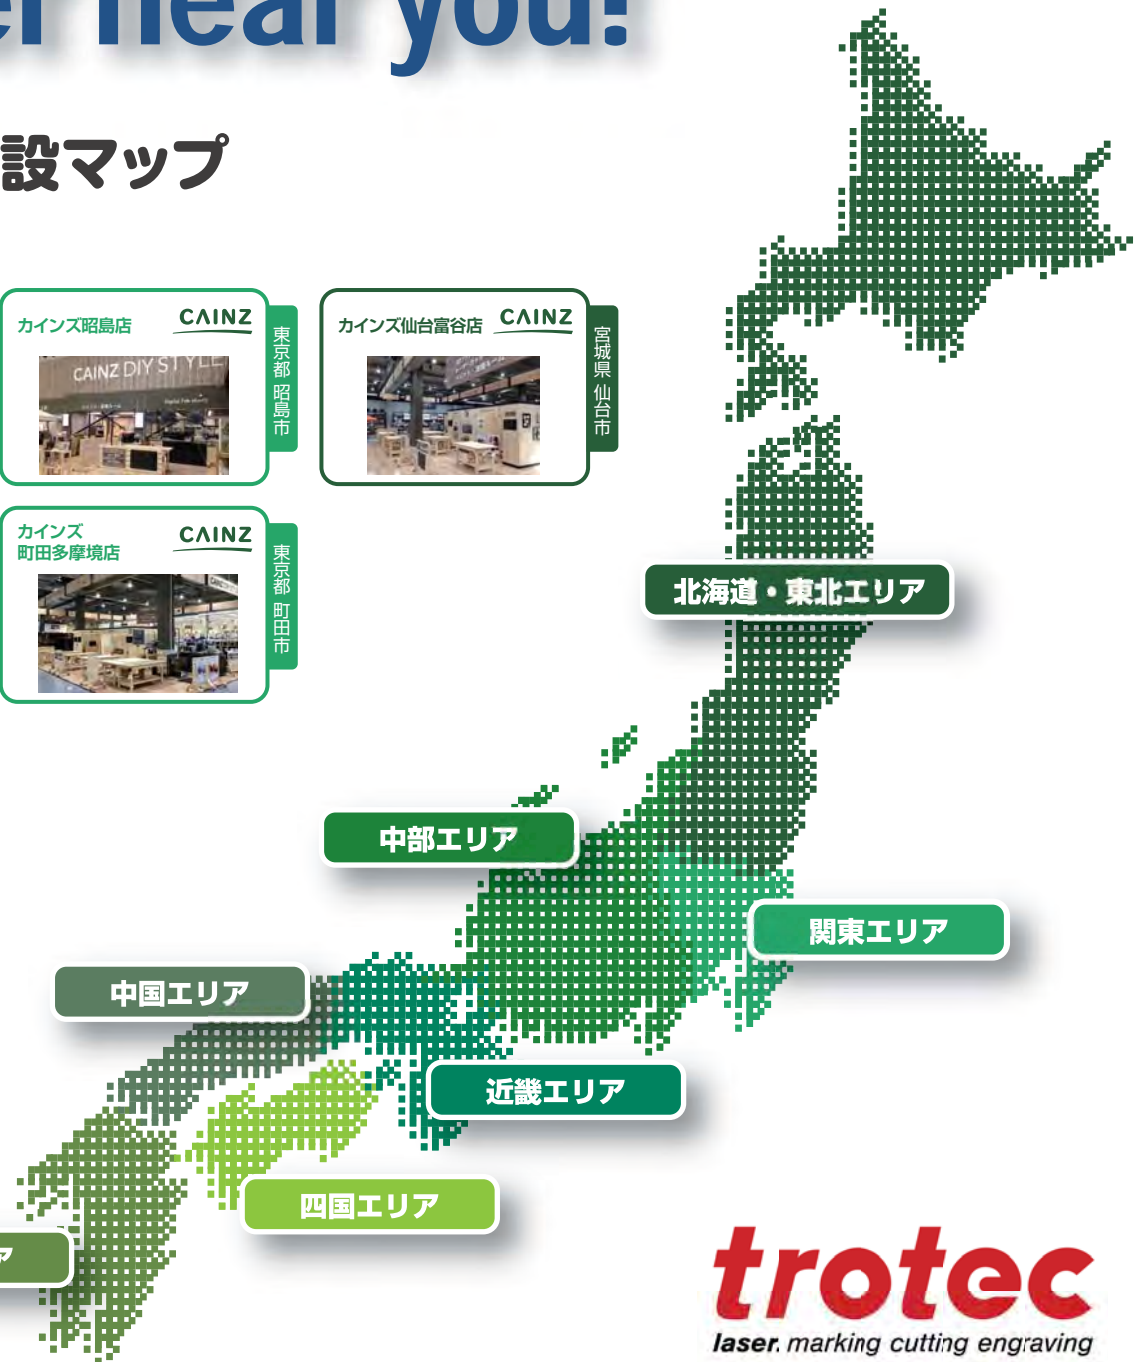 er near you!
設マップ
カインズ昭島店
CAINZ
東京都 昭島市
CAINZ DIY STYLE
カインズ仙台富谷店
CAINZ
宮城県 仙台市
カインズ
町田多摩境店
CAINZ
東京都 町田市
北海道・東北エリア
中部エリア
関東エリア
中国エリア
近畿エリア
四国エリア
ア
trotec
laser. marking cutting engraving